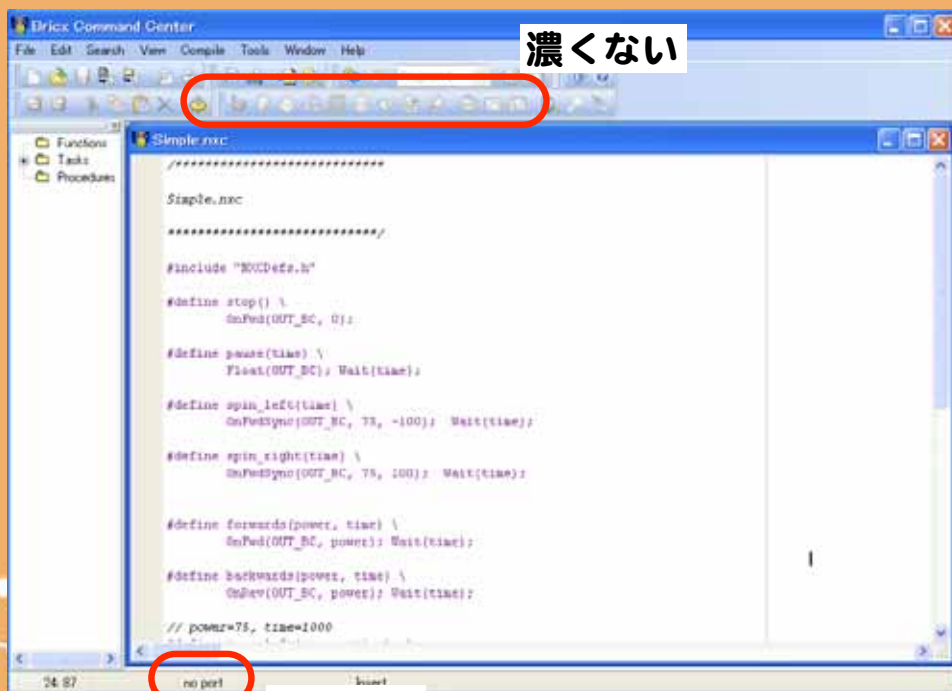 Bricx Command Center
File Edit Search View Compile Tools Window Help
濃くない
Functions
Tasks
Procedures
Simple.nxc
/****************************
Simple.nxc
****************************/
#include "NXCDefs.h"
#define stop() \
OnFwd(OUT_BC, 0);
#define pause(time) \
Float(OUT_BC); Wait(time);
#define spin_left(time) \
OnFwdSync(OUT_BC, 75, -100); Wait(time);
#define spin_right(time) \
OnFwdSync(OUT_BC, 75, 100); Wait(time);
#define forwards(power, time) \
OnFwd(OUT_BC, power); Wait(time);
#define backwards(power, time) \
OnRev(OUT_BC, power); Wait(time);
// power=75, time=1000
24: 87 no port Insert